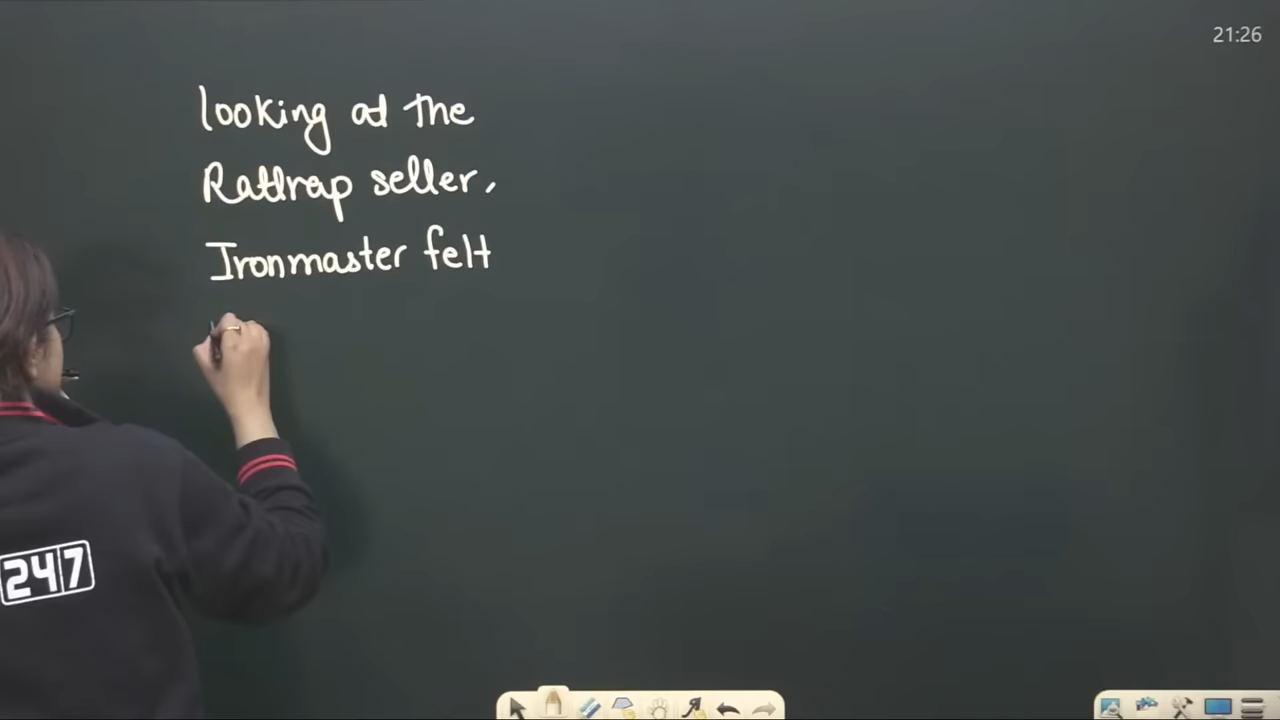 21:26
looking at the
Rattrap seller,
Ironmaster felt
247